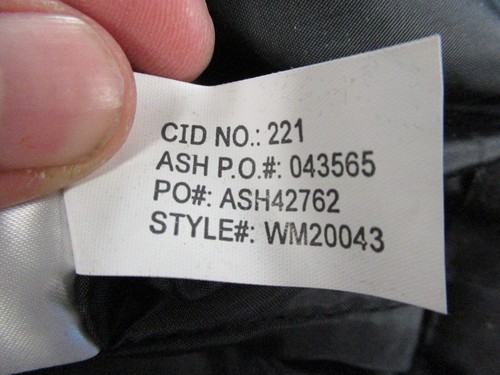 CID NO.: 221
ASH P.O.#: 043565
PO#: ASH42762
STYLE#: WM20043